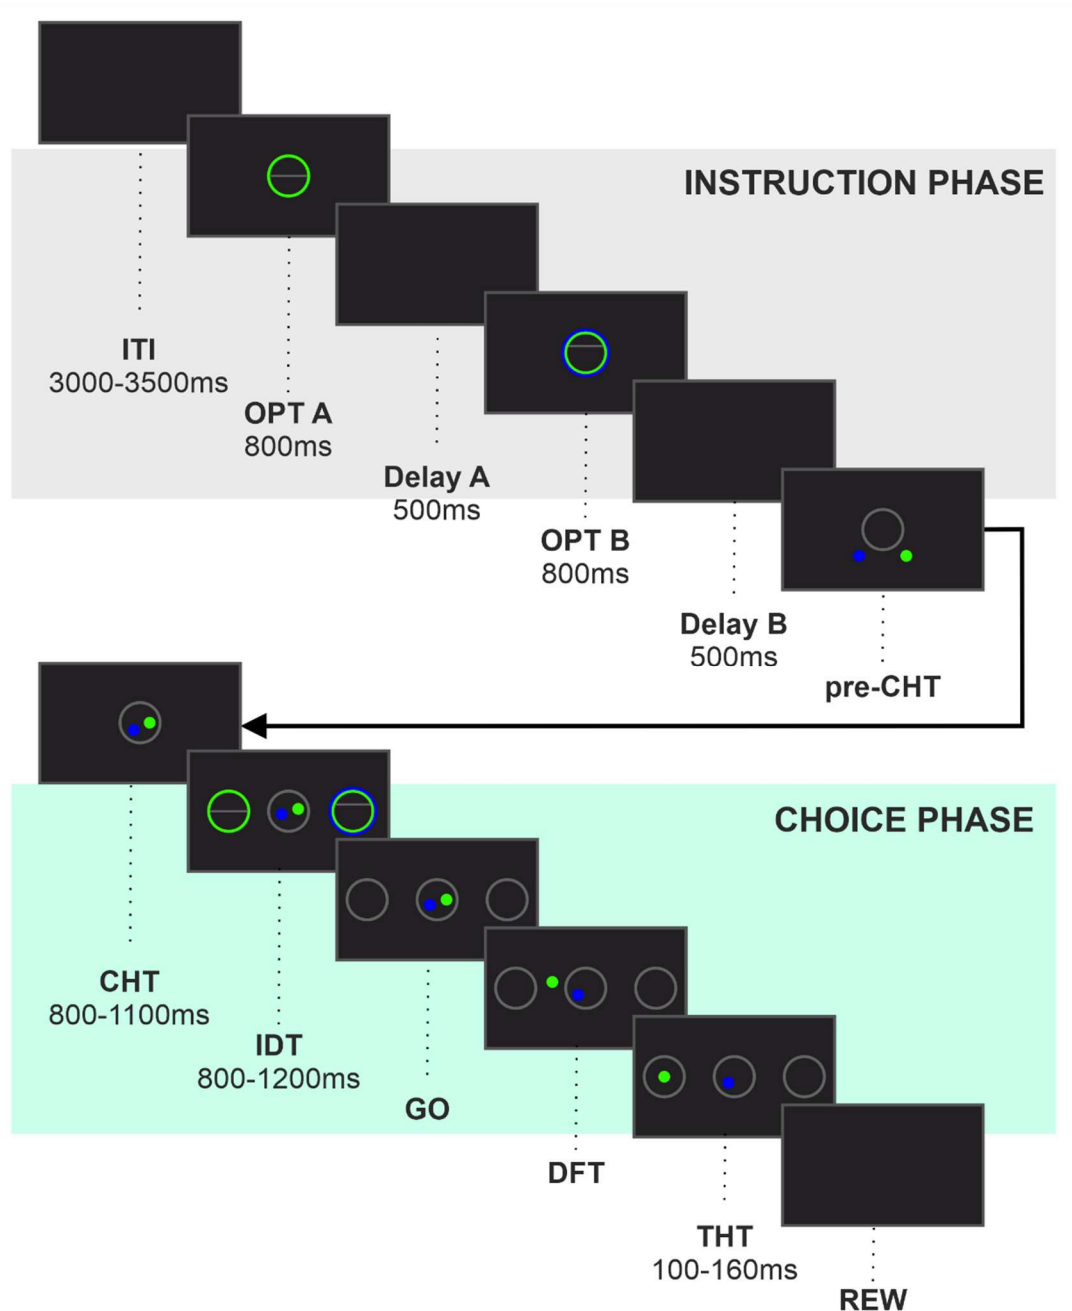 INSTRUCTION PHASE
ITI
3000-3500ms
OPT A
800ms
Delay A
500ms
OPT B
800ms
Delay B
500ms
pre-CHT
CHOICE PHASE
CHT
800-1100ms
IDT
800-1200ms
GO
DFT
THT
100-160ms
REW